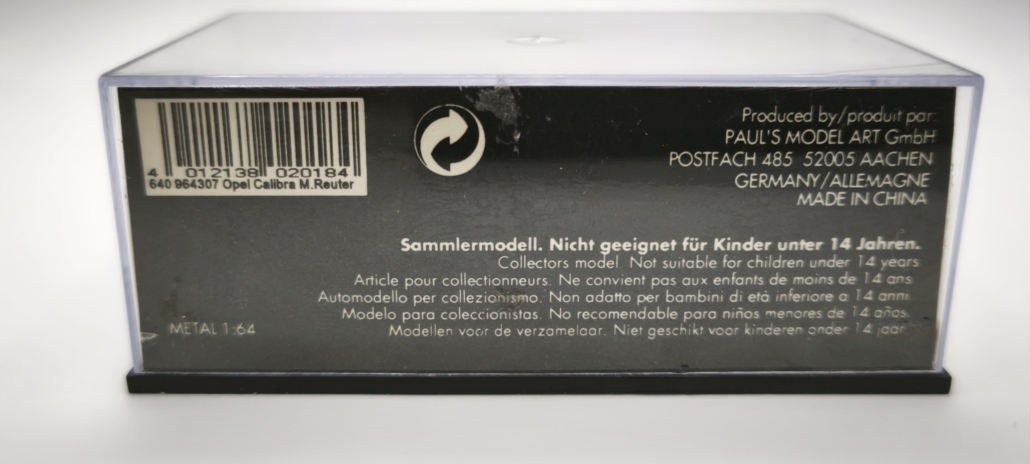 4 012138 020184
640 964307 Opel Calibra M.Reuter
Produced by/produit par:
PAUL'S MODEL ART GmbH
POSTFACH 485 52005 AACHEN
GERMANY/ALLEMAGNE
MADE IN CHINA
Sammlermodell. Nicht geeignet für Kinder unter 14 Jahren.
Collectors model. Not suitable for children under 14 years
Article pour collectionneurs. Ne convient pas aux enfants de moins de 14 ans
Automodello per collezionismo. Non adatto per bambini di età inferiore a 14 anni.
Modelo para coleccionistas. No recomendable para niños menores de 14 años.
Modellen voor de verzamelaar. Niet geschikt voor kinderen onder 14 jaar
METAL 1:64